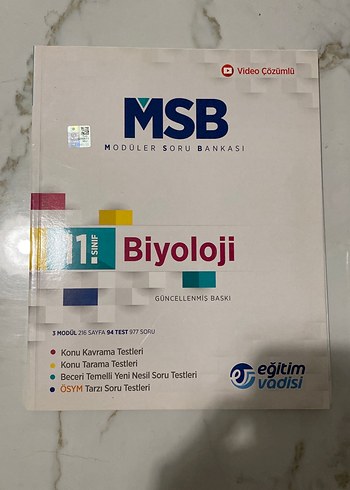 Video Çözümlü
MSB
MODÜLER SORU BANKASI
11. SINIF
Biyoloji
GÜNCELLENMİŞ BASKI
3 MODÜL 216 SAYFA 94 TEST 977 SORU
Konu Kavrama Testleri
Konu Tarama Testleri
Beceri Temelli Yeni Nesil Soru Testleri
ÖSYM Tarzı Soru Testleri
eğitim
vadisi